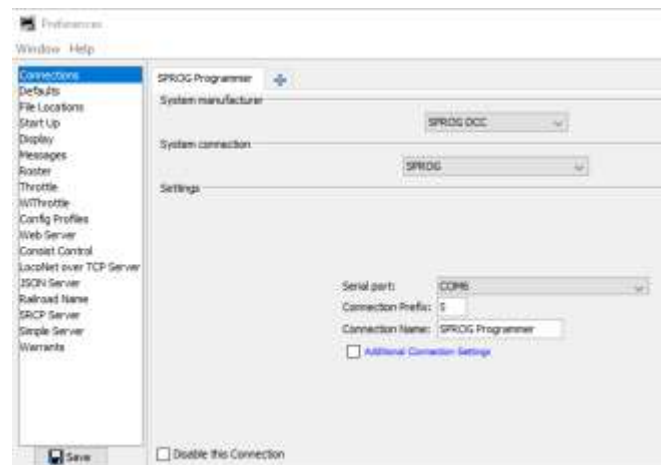 Preferences
Window Help
Connections
Defaults
File Locations
Start Up
Display
Messages
Roster
Throttle
WiThrottle
Config Profiles
Web Server
Consist Control
LocoNet over TCP Server
JSON Server
Railroad Name
SRCP Server
Simple Server
Warrants
Save
SPROG Programmer
System manufacturer
SPROG DCC
System connection
SPROG
Settings
Serial port: COM6
Connection Prefix: S
Connection Name: SPROG Programmer
Additional Connection Settings
Disable this Connection